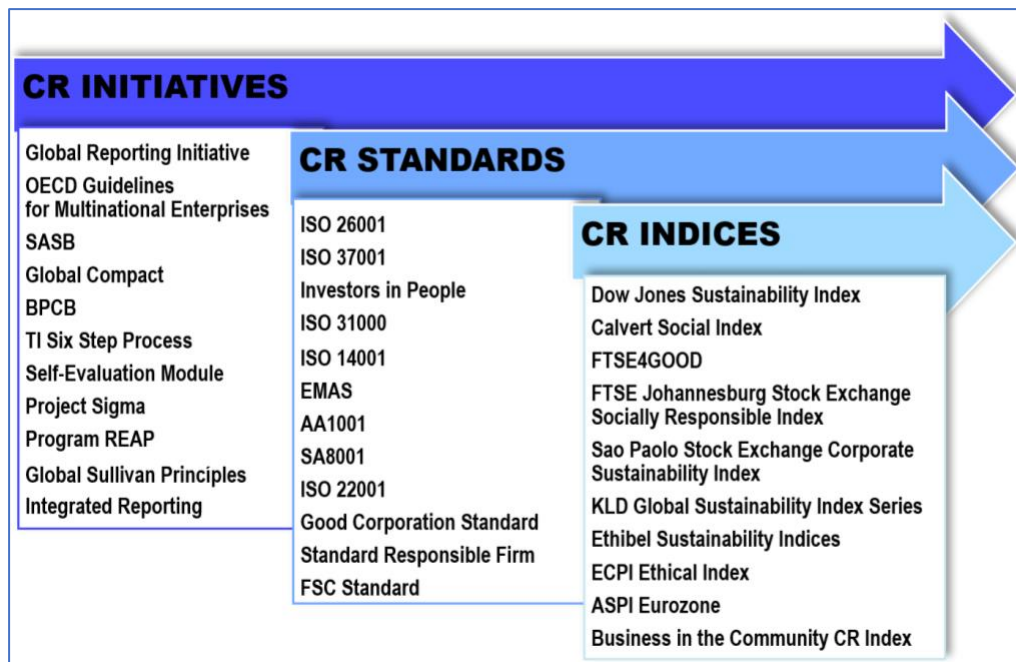 CR INITIATIVES
Global Reporting Initiative
OECD Guidelines
for Multinational Enterprises
SASB
Global Compact
BPCB
TI Six Step Process
Self-Evaluation Module
Project Sigma
Program REAP
Global Sullivan Principles
Integrated Reporting
CR STANDARDS
ISO 26001
ISO 37001
Investors in People
ISO 31000
ISO 14001
EMAS
AA1001
SA8001
ISO 22001
Good Corporation Standard
Standard Responsible Firm
FSC Standard
CR INDICES
Dow Jones Sustainability Index
Calvert Social Index
FTSE4GOOD
FTSE Johannesburg Stock Exchange
Socially Responsible Index
Sao Paolo Stock Exchange Corporate
Sustainability Index
KLD Global Sustainability Index Series
Ethibel Sustainability Indices
ECPI Ethical Index
ASPI Eurozone
Business in the Community CR Index